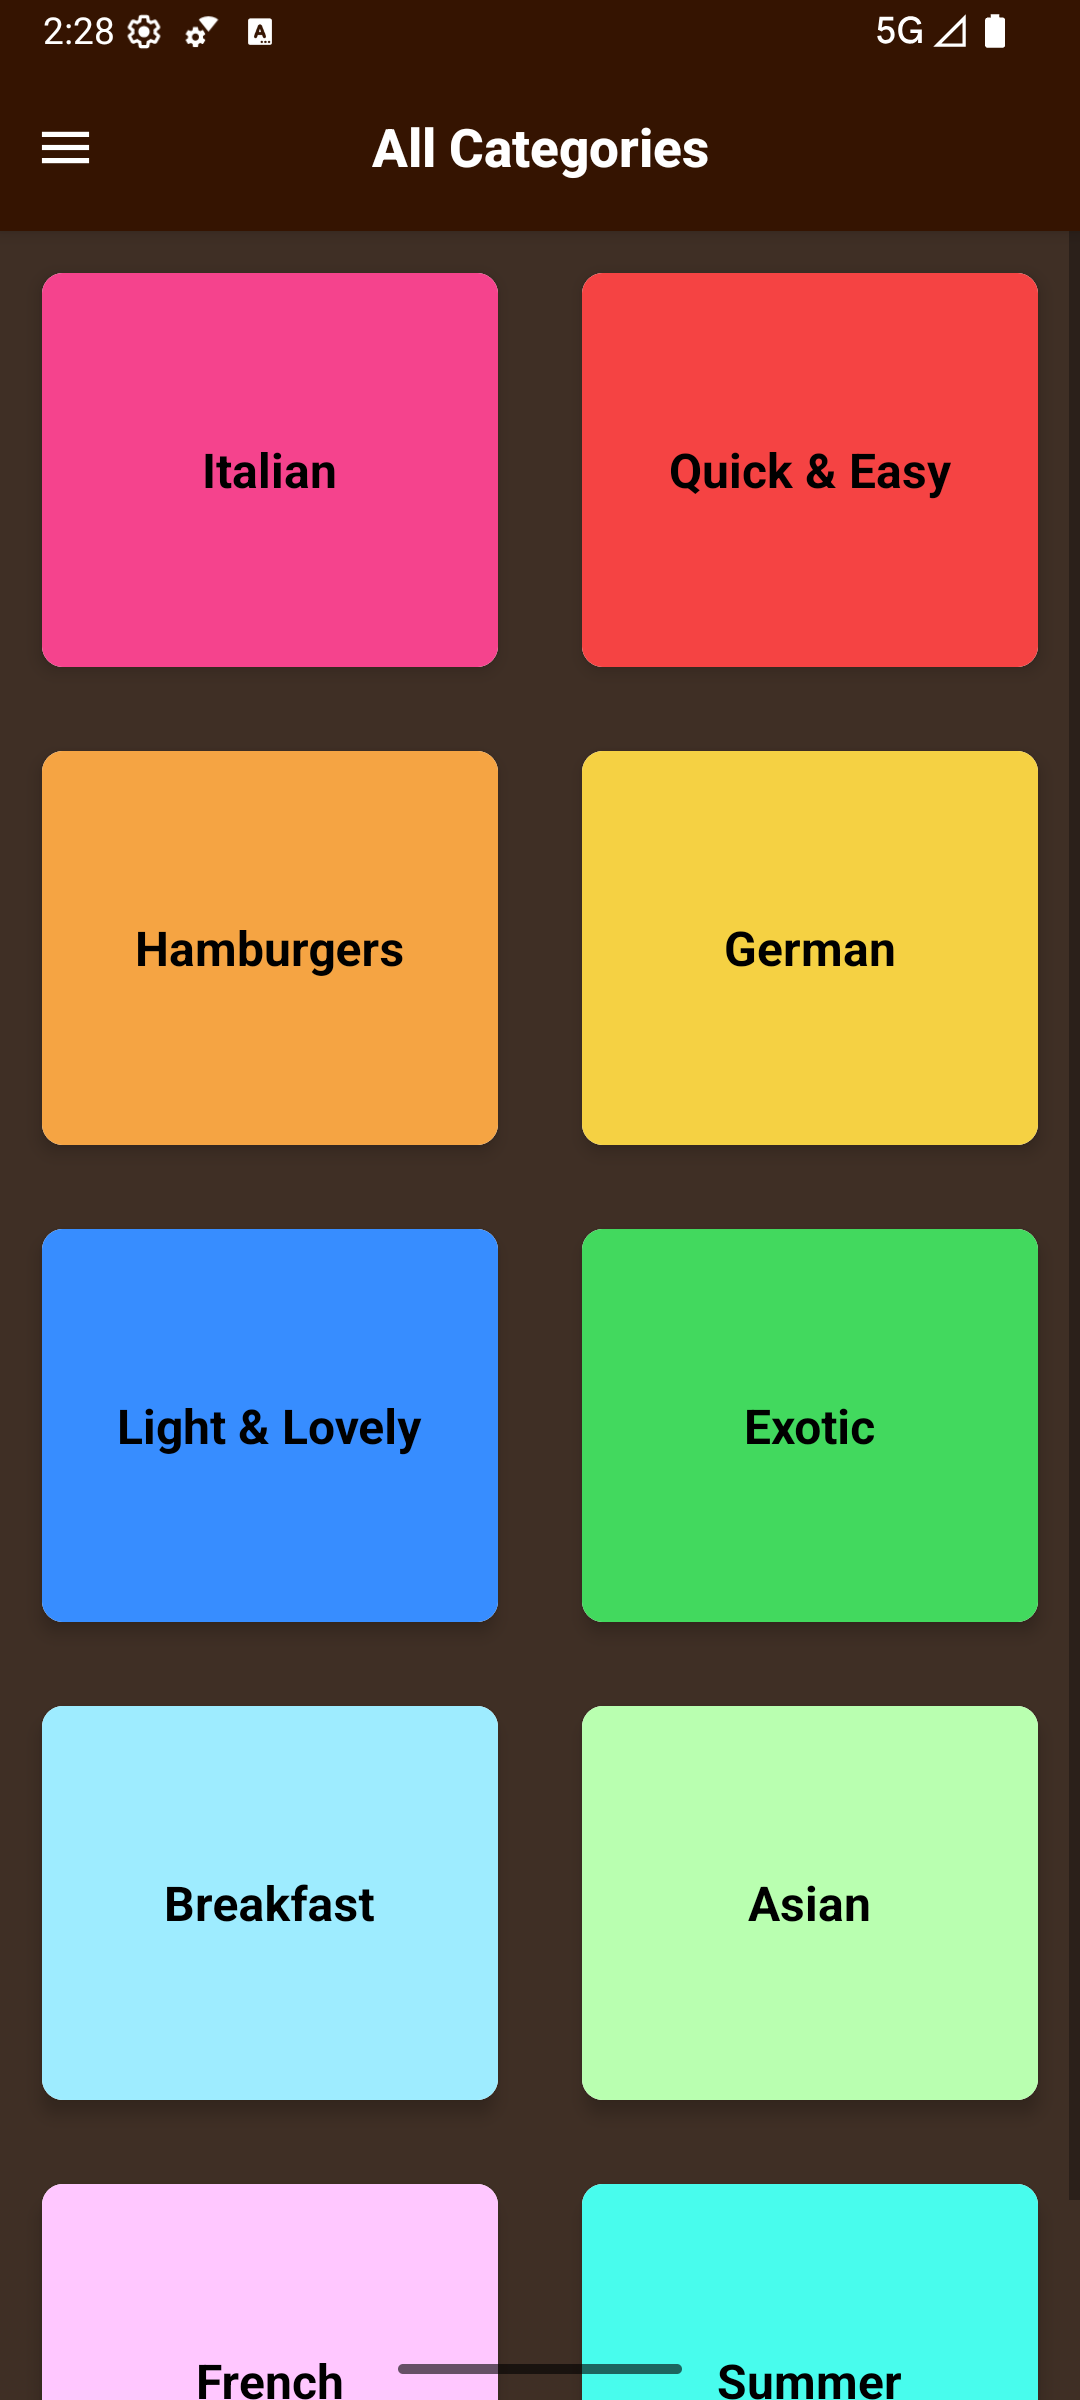 2:28
5G
All Categories
Italian
Quick & Easy
Hamburgers
German
Light & Lovely
Exotic
Breakfast
Asian
French
Summer